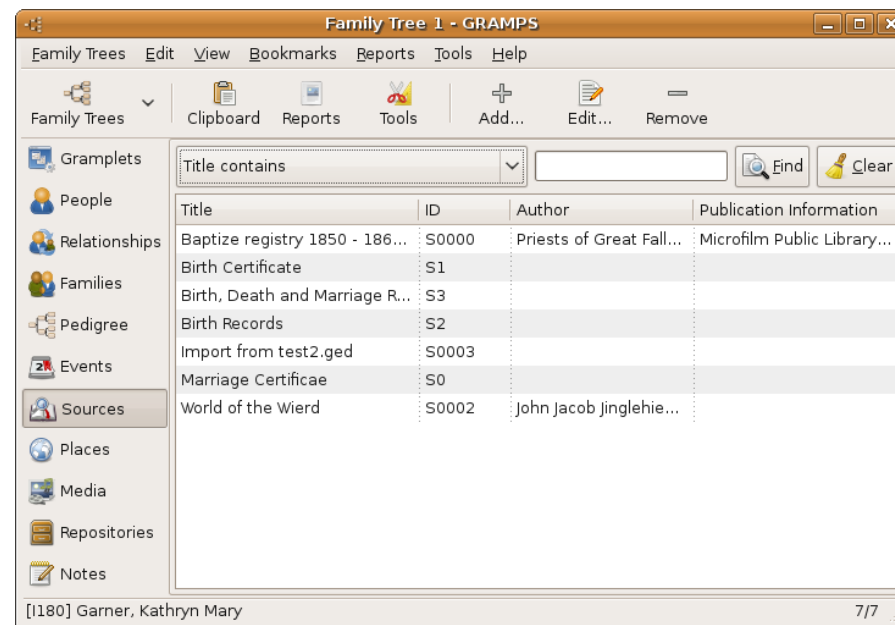 Family Tree 1 - GRAMPS
Family Trees Edit View Bookmarks Reports Tools Help
Family Trees Clipboard Reports Tools Add... Edit... Remove
Gramplets
People
Relationships
Families
Pedigree
Events
Sources
Places
Media
Repositories
Notes
Title contains Find Clear
Title ID Author Publication Information
Baptize registry 1850 - 186... S0000 Priests of Great Fall... Microfilm Public Library...
Birth Certificate S1
Birth, Death and Marriage R... S3
Birth Records S2
Import from test2.ged S0003
Marriage Certificae S0
World of the Wierd S0002 John Jacob Jinglehie...
[I180] Garner, Kathryn Mary 7/7